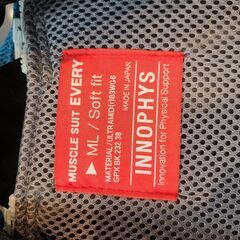 MUSCLE SUIT EVERY
▶ ML / Soft fit
MATERIAL/ULTRAMID(r)B3WG6
GPX BK 232 38
MADE IN JAPAN
INNOPHYS
Innovation for Physical Support